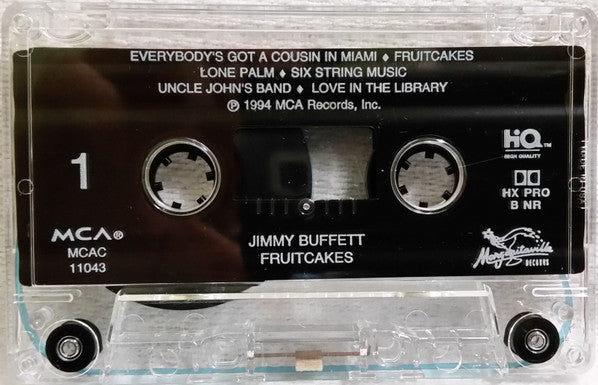 EVERYBODY'S GOT A COUSIN IN MIAMI ♦ FRUITCAKES
LONE PALM ♦ SIX STRING MUSIC
UNCLE JOHN'S BAND ♦ LOVE IN THE LIBRARY
℗ 1994 MCA Records, Inc.
1
HiQ™
HIGH QUALITY
HX PRO
B NR
MCA®
MCAC
11043
JIMMY BUFFETT
FRUITCAKES
Margaritaville
RECORDS